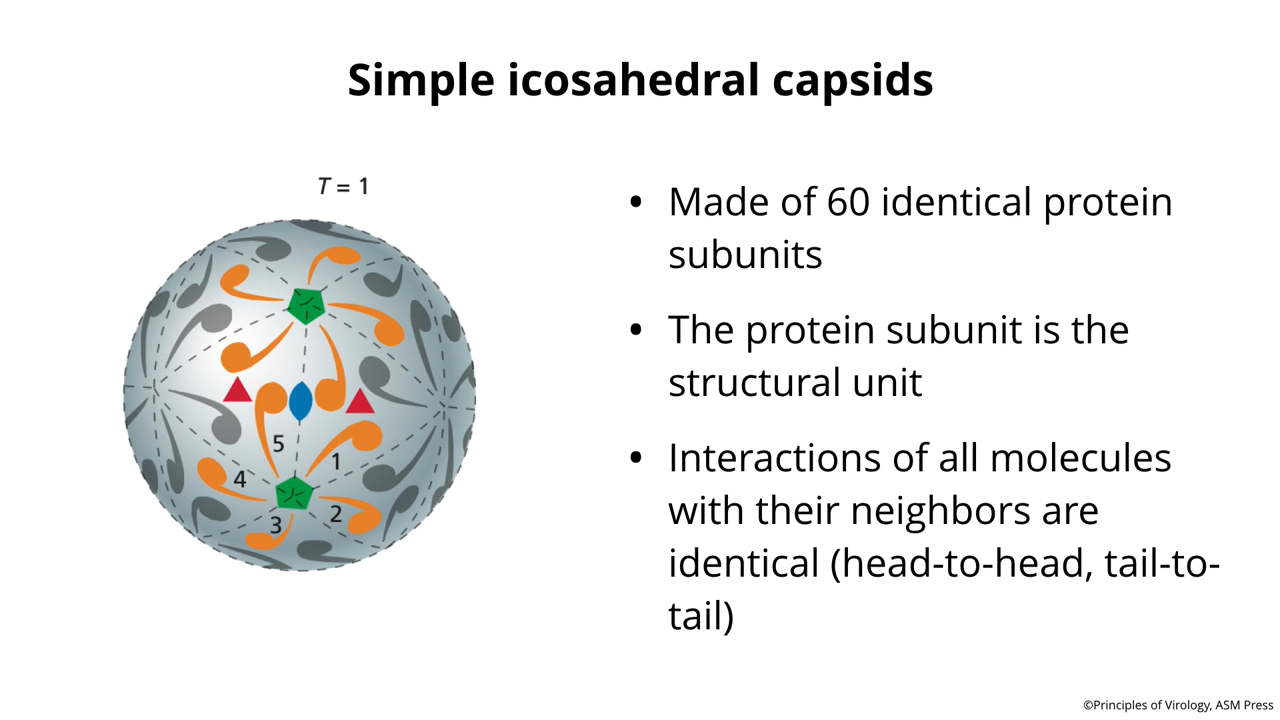 Simple icosahedral capsids
T = 1
5
1
4
2
3
• Made of 60 identical protein
subunits
• The protein subunit is the
structural unit
• Interactions of all molecules
with their neighbors are
identical (head-to-head, tail-to-
tail)
©Principles of Virology, ASM Press